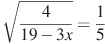 √(4/(19 − 3x)) = 1/5